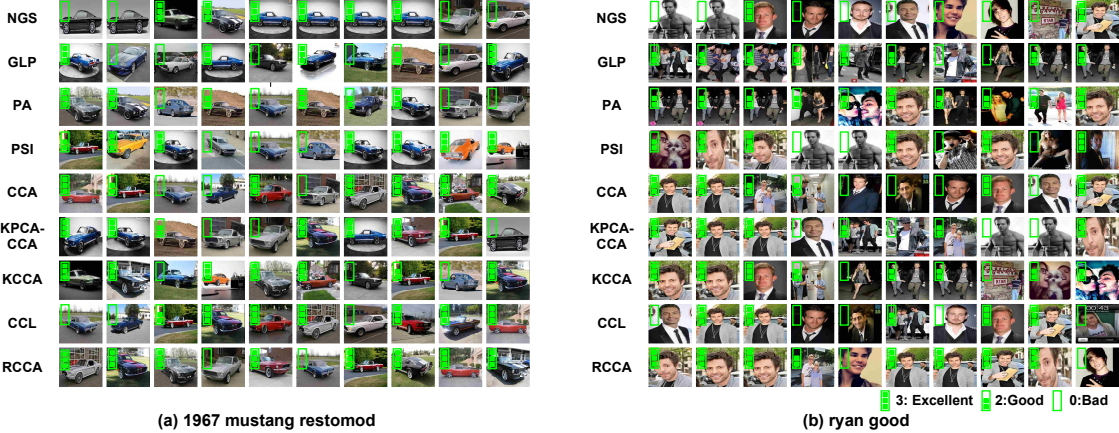 NGS
GLP
PA
PSI
CCA
KPCA-
CCA
KCCA
CCL
RCCA
(a) 1967 mustang restomod
NGS
GLP
PA
PSI
CCA
KPCA-
CCA
KCCA
CCL
RCCA
3: Excellent 2:Good 0:Bad
(b) ryan good